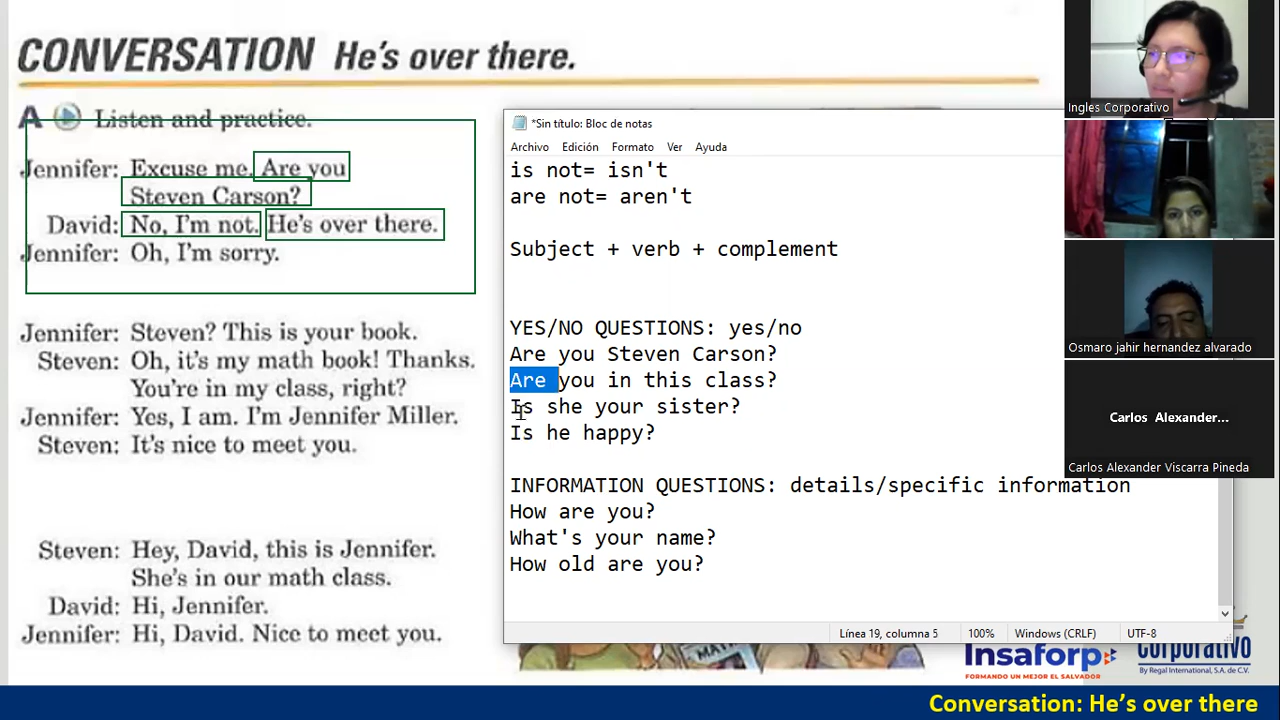 CONVERSATION He's over there.
A Listen and practice.
Jennifer: Excuse me. Are you
Steven Carson?
David: No, I'm not. He's over there.
Jennifer: Oh, I'm sorry.
Jennifer: Steven? This is your book.
Steven: Oh, it's my math book! Thanks.
You're in my class, right?
Jennifer: Yes, I am. I'm Jennifer Miller.
Steven: It's nice to meet you.
Steven: Hey, David, this is Jennifer.
She's in our math class.
David: Hi, Jennifer.
Jennifer: Hi, David. Nice to meet you.
*Sin título: Bloc de notas
Archivo Edición Formato Ver Ayuda
is not= isn't
are not= aren't
Subject + verb + complement
YES/NO QUESTIONS: yes/no
Are you Steven Carson?
Are you in this class?
Is she your sister?
Is he happy?
INFORMATION QUESTIONS: details/specific information
How are you?
What's your name?
How old are you?
Línea 19, columna 5 100% Windows (CRLF) UTF-8
Ingles Corporativo
Osmaro jahir hernandez alvarado
Carlos Alexander...
Carlos Alexander Viscarra Pineda
MATH
Insaforp
FORMANDO UN MEJOR EL SALVADOR
corporativo
By Regal International, S.A. de C.V.
Conversation: He's over there